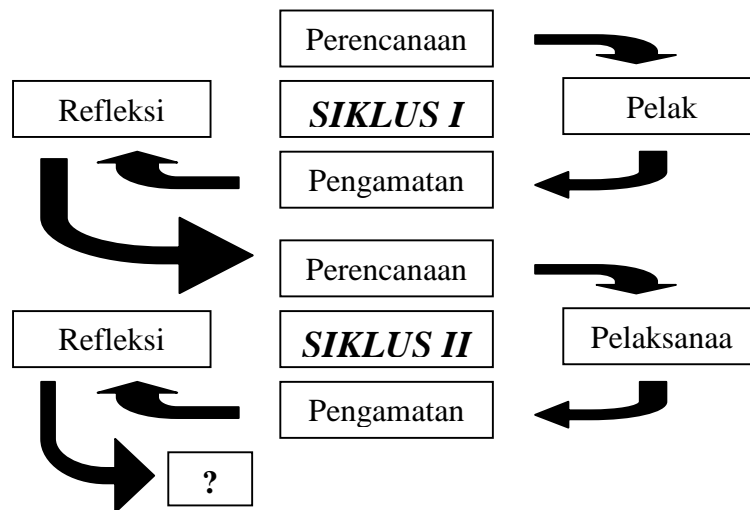 Perencanaan
Refleksi
SIKLUS I
Pelak
Pengamatan
Perencanaan
Refleksi
SIKLUS II
Pelaksanaa
Pengamatan
?